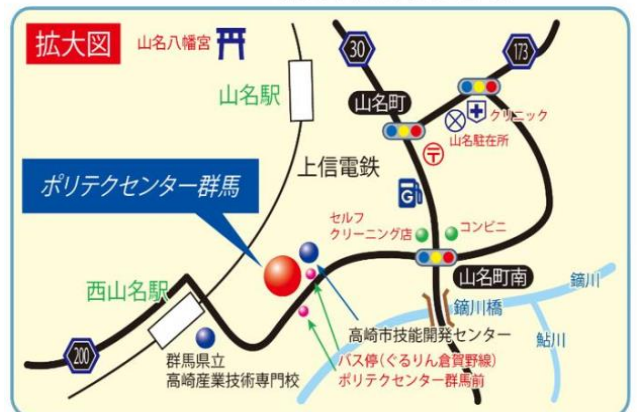 拡大図
山名八幡宮
30
173
山名駅
山名町
クリニック
山名駐在所
上信電鉄
ポリテクセンター群馬
G
セルフ
クリーニング店
コンビニ
山名町南
西山名駅
鏑川
鏑川橋
高崎市技能開発センター
鮎川
200
群馬県立
高崎産業技術専門校
バス停(ぐるりん倉賀野線)
ポリテクセンター群馬前